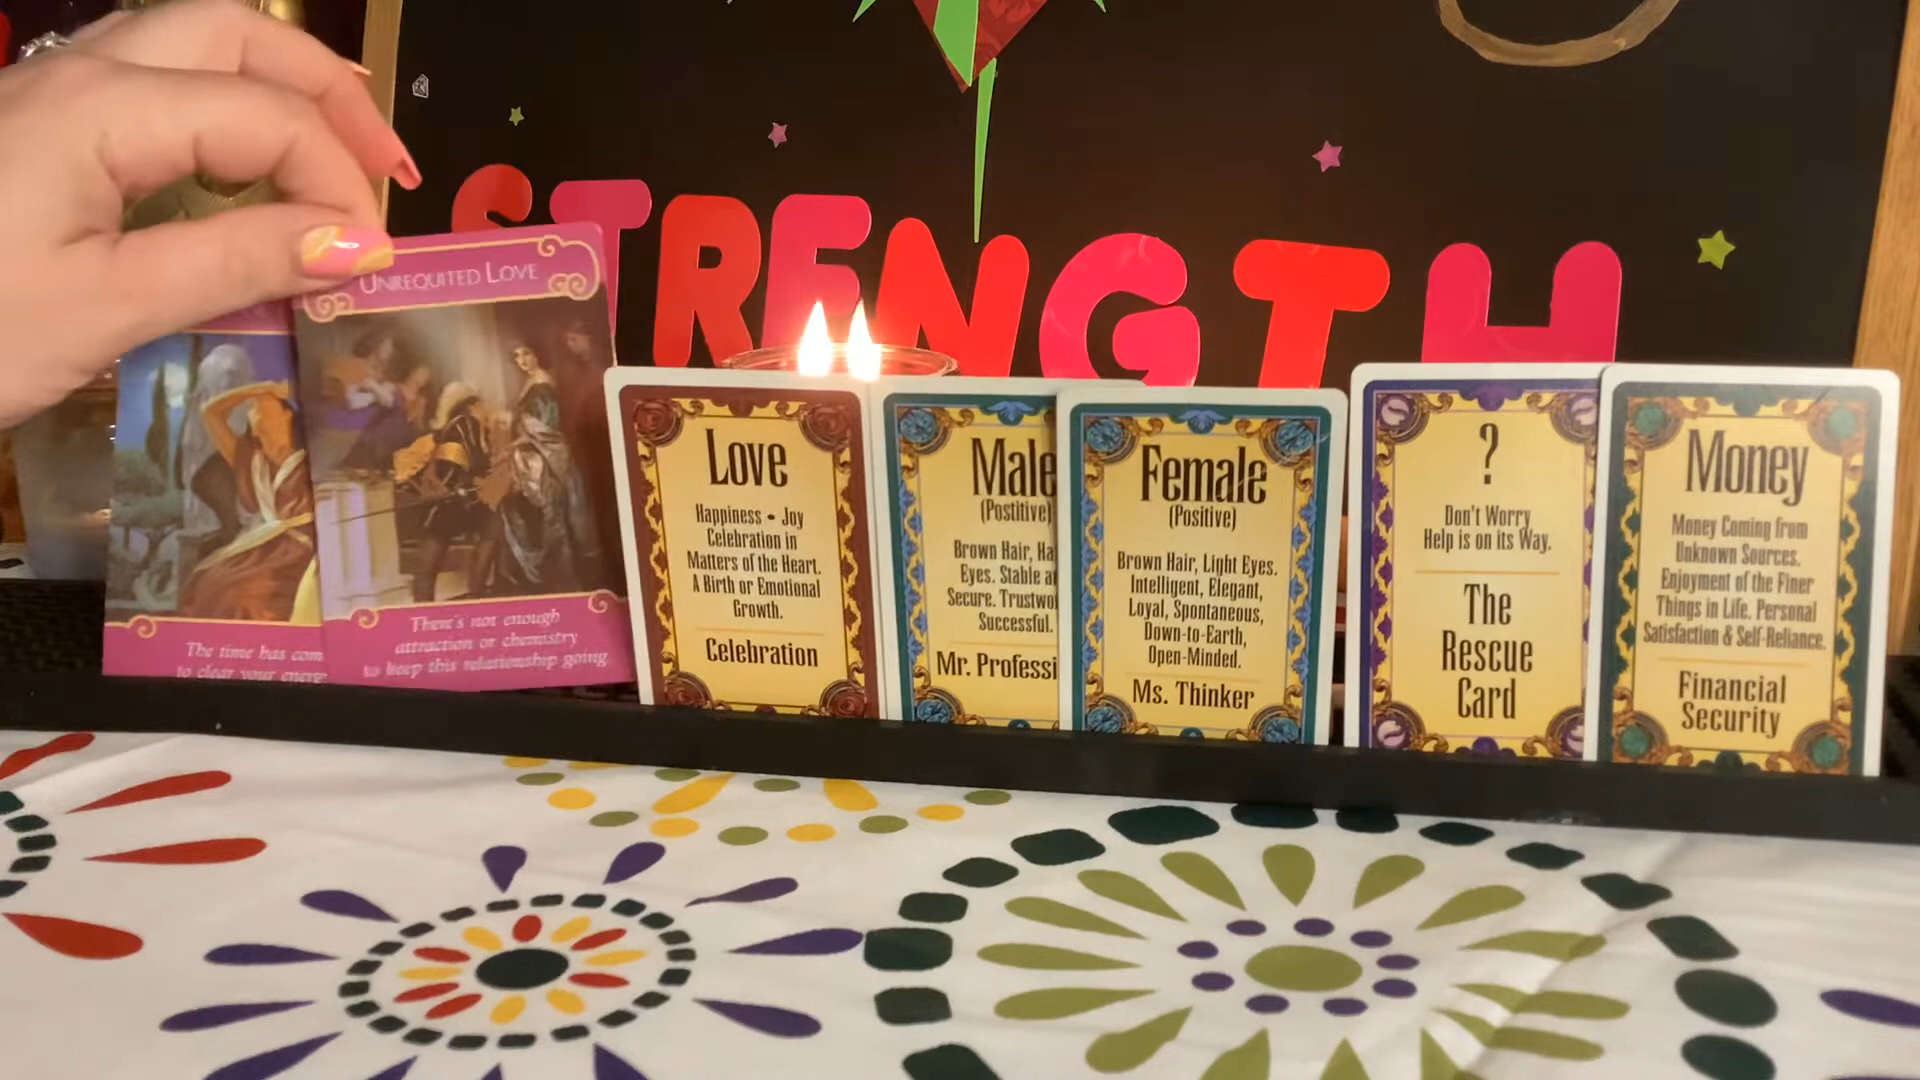 STRENGTH
UNREQUITED LOVE
The time has com
to clear your energ
There's not enough
attraction or chemistry
to keep this relationship going
Love
Happiness • Joy
Celebration in
Matters of the Heart.
A Birth or Emotional
Growth.
Celebration
Male
(Postitive)
Brown Hair, Ha
Eyes. Stable a
Secure. Trustwo
Successful.
Mr. Professi
Female
(Positive)
Brown Hair, Light Eyes.
Intelligent, Elegant,
Loyal, Spontaneous,
Down-to-Earth,
Open-Minded.
Ms. Thinker
?
Don't Worry
Help is on its Way.
The
Rescue
Card
Money
Money Coming from
Unknown Sources.
Enjoyment of the Finer
Things in Life. Personal
Satisfaction & Self-Reliance.
Financial
Security